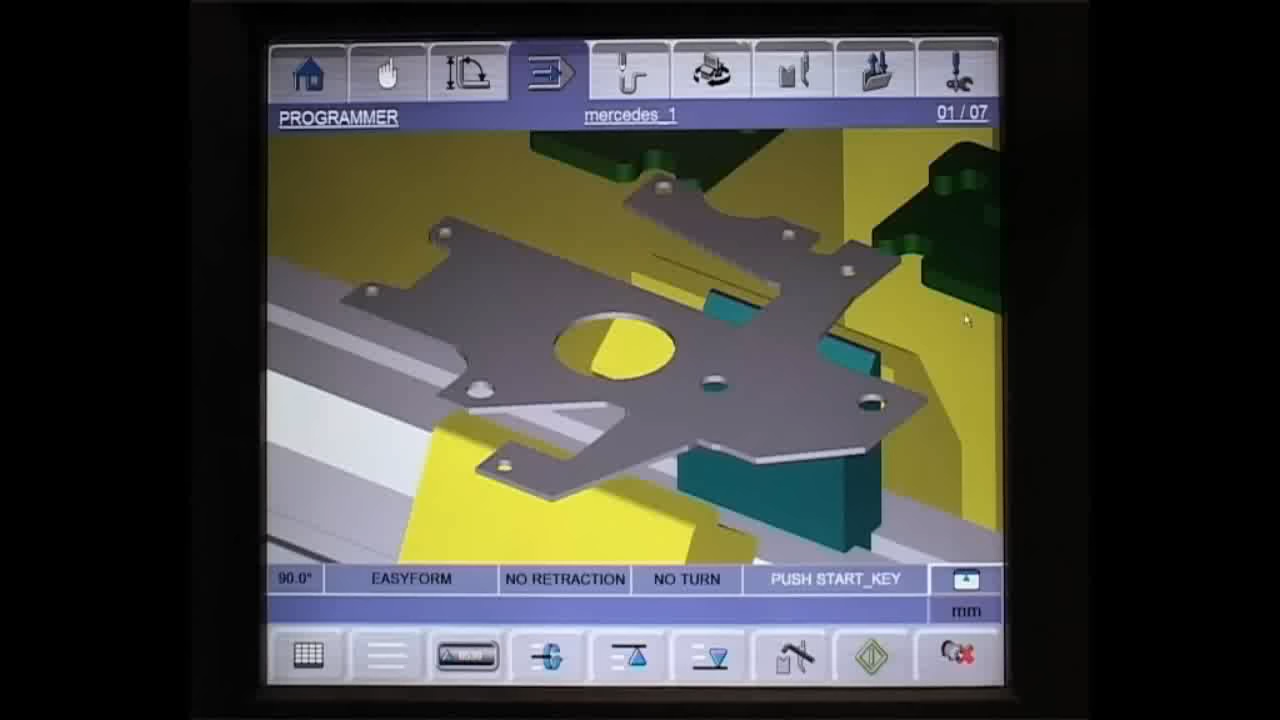 PROGRAMMER mercedes_1 01 / 07
90.0° EASYFORM NO RETRACTION NO TURN PUSH START_KEY
mm